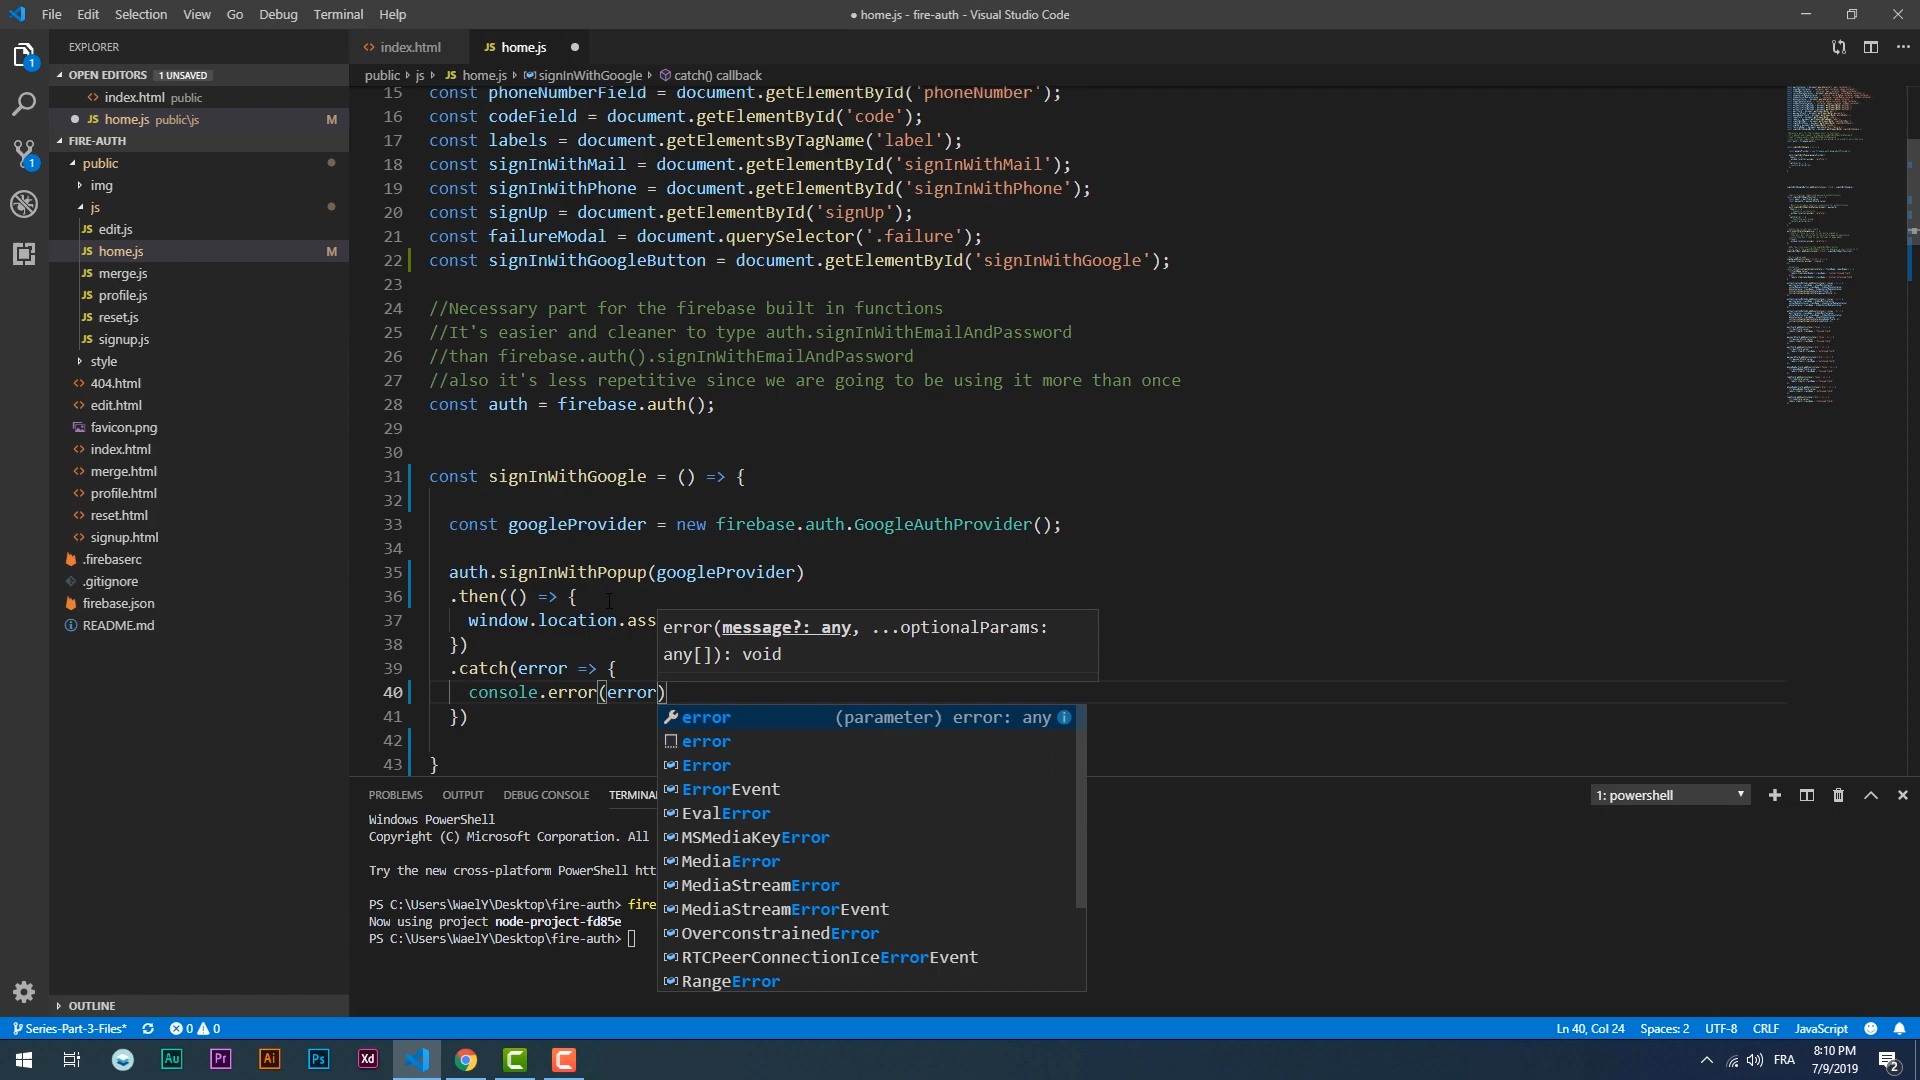 File Edit Selection View Go Debug Terminal Help
● home.js - fire-auth - Visual Studio Code
EXPLORER
OPEN EDITORS 1 UNSAVED
index.html public
JS home.js public\js M
FIRE-AUTH
public
img
js
JS edit.js
JS home.js M
JS merge.js
JS profile.js
JS reset.js
JS signup.js
style
404.html
edit.html
favicon.png
index.html
merge.html
profile.html
reset.html
signup.html
.firebaserc
.gitignore
firebase.json
README.md
OUTLINE
index.html
JS home.js
public js JS home.js signInWithGoogle catch() callback
15 const phoneNumberField = document.getElementById('phoneNumber');
16 const codeField = document.getElementById('code');
17 const labels = document.getElementsByTagName('label');
18 const signInWithMail = document.getElementById('signInWithMail');
19 const signInWithPhone = document.getElementById('signInWithPhone');
20 const signUp = document.getElementById('signUp');
21 const failureModal = document.querySelector('.failure');
22 const signInWithGoogleButton = document.getElementById('signInWithGoogle');
23
24 //Necessary part for the firebase built in functions
25 //It's easier and cleaner to type auth.signInWithEmailAndPassword
26 //than firebase.auth().signInWithEmailAndPassword
27 //also it's less repetitive since we are going to be using it more than once
28 const auth = firebase.auth();
29
30
31 const signInWithGoogle = () => {
32
33 const googleProvider = new firebase.auth.GoogleAuthProvider();
34
35 auth.signInWithPopup(googleProvider)
36 .then(() => {
37 window.location.ass
38 })
39 .catch(error => {
40 console.error(error)
41 })
42
43 }
error(message?: any, ...optionalParams:
any[]): void
error (parameter) error: any
error
Error
ErrorEvent
EvalError
MSMediaKeyError
MediaError
MediaStreamError
MediaStreamErrorEvent
OverconstrainedError
RTCPeerConnectionIceErrorEvent
RangeError
PROBLEMS OUTPUT DEBUG CONSOLE TERMINA
1: powershell
Windows PowerShell
Copyright (C) Microsoft Corporation. All
Try the new cross-platform PowerShell htt
PS C:\Users\WaelY\Desktop\fire-auth> fire
Now using project node-project-fd85e
PS C:\Users\WaelY\Desktop\fire-auth>
Series-Part-3-Files* 0 0
Ln 40, Col 24 Spaces: 2 UTF-8 CRLF JavaScript
Au Pr Ai Ps Xd
FRA
8:10 PM
7/9/2019
2